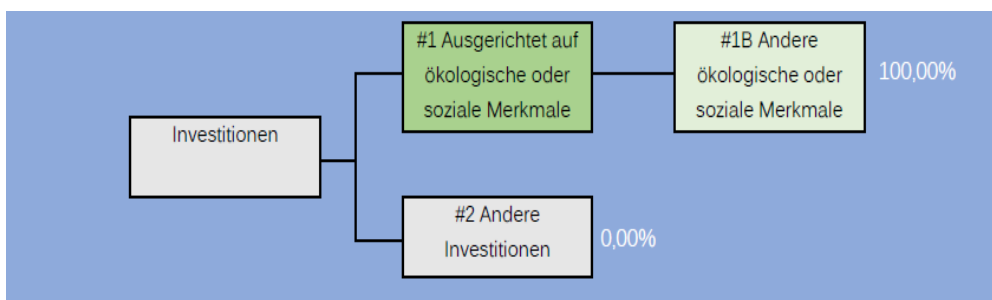 #1 Ausgerichtet auf
ökologische oder
soziale Merkmale
#1B Andere
ökologische oder
soziale Merkmale
100,00%
Investitionen
#2 Andere
Investitionen
0,00%